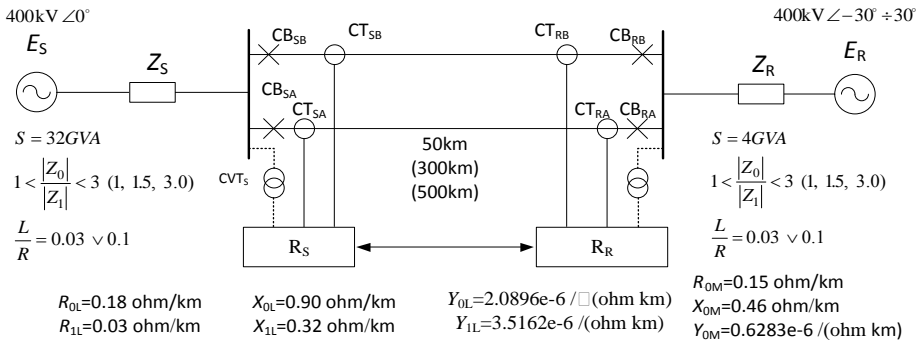 400kV ∠0°
400kV ∠−30° ÷30°
E_S
Z_S
CB_SB
CT_SB
CT_RB
CB_RB
Z_R
E_R
CB_SA
CT_SA
CT_RA
CB_RA
S = 32GVA
50km
(300km)
(500km)
S = 4GVA
1 < |Z_0| / |Z_1| < 3 (1, 1.5, 3.0)
CVT_S
1 < |Z_0| / |Z_1| < 3 (1, 1.5, 3.0)
L/R = 0.03 ∨ 0.1
R_S
R_R
L/R = 0.03 ∨ 0.1
R_0L=0.18 ohm/km
R_1L=0.03 ohm/km
X_0L=0.90 ohm/km
X_1L=0.32 ohm/km
Y_0L=2.0896e-6 /□(ohm km)
Y_1L=3.5162e-6 /(ohm km)
R_0M=0.15 ohm/km
X_0M=0.46 ohm/km
Y_0M=0.6283e-6 /(ohm km)